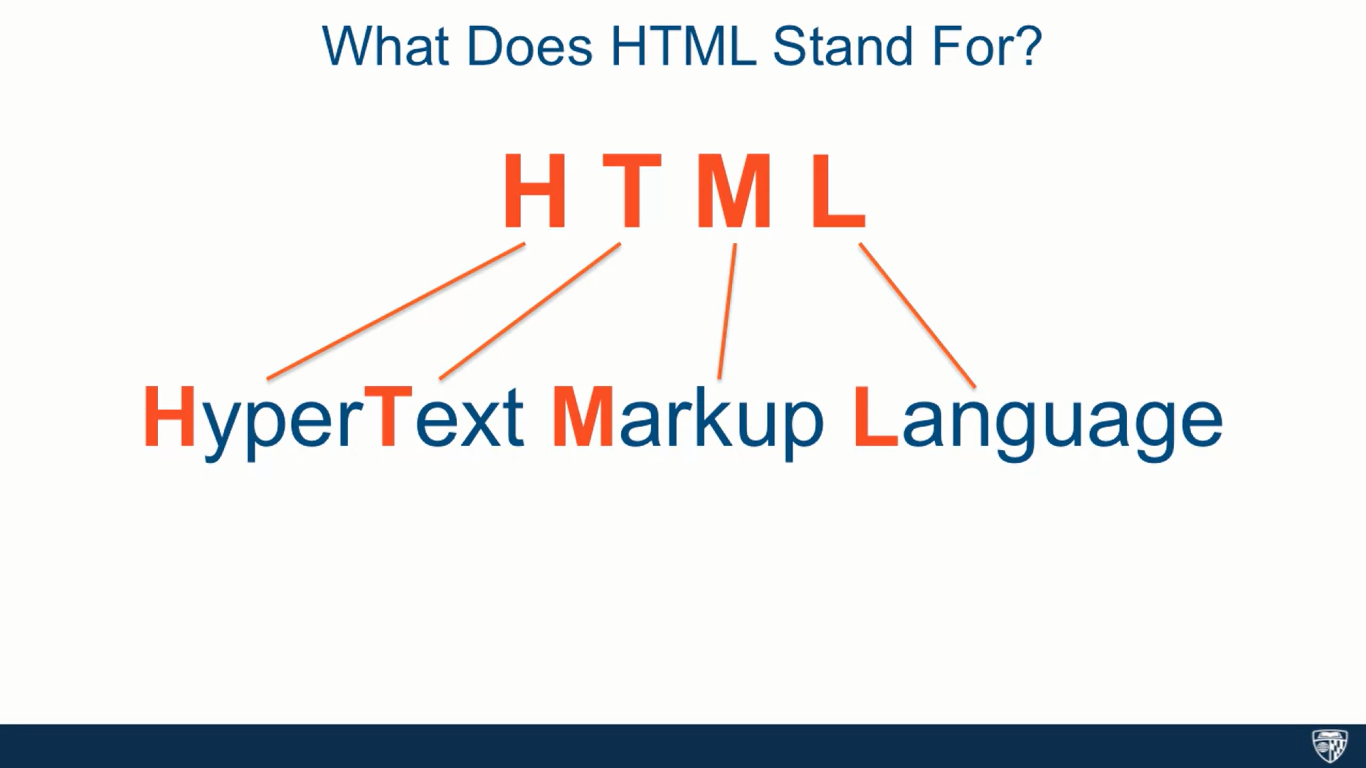 What Does HTML Stand For?
H T M L
HyperText Markup Language